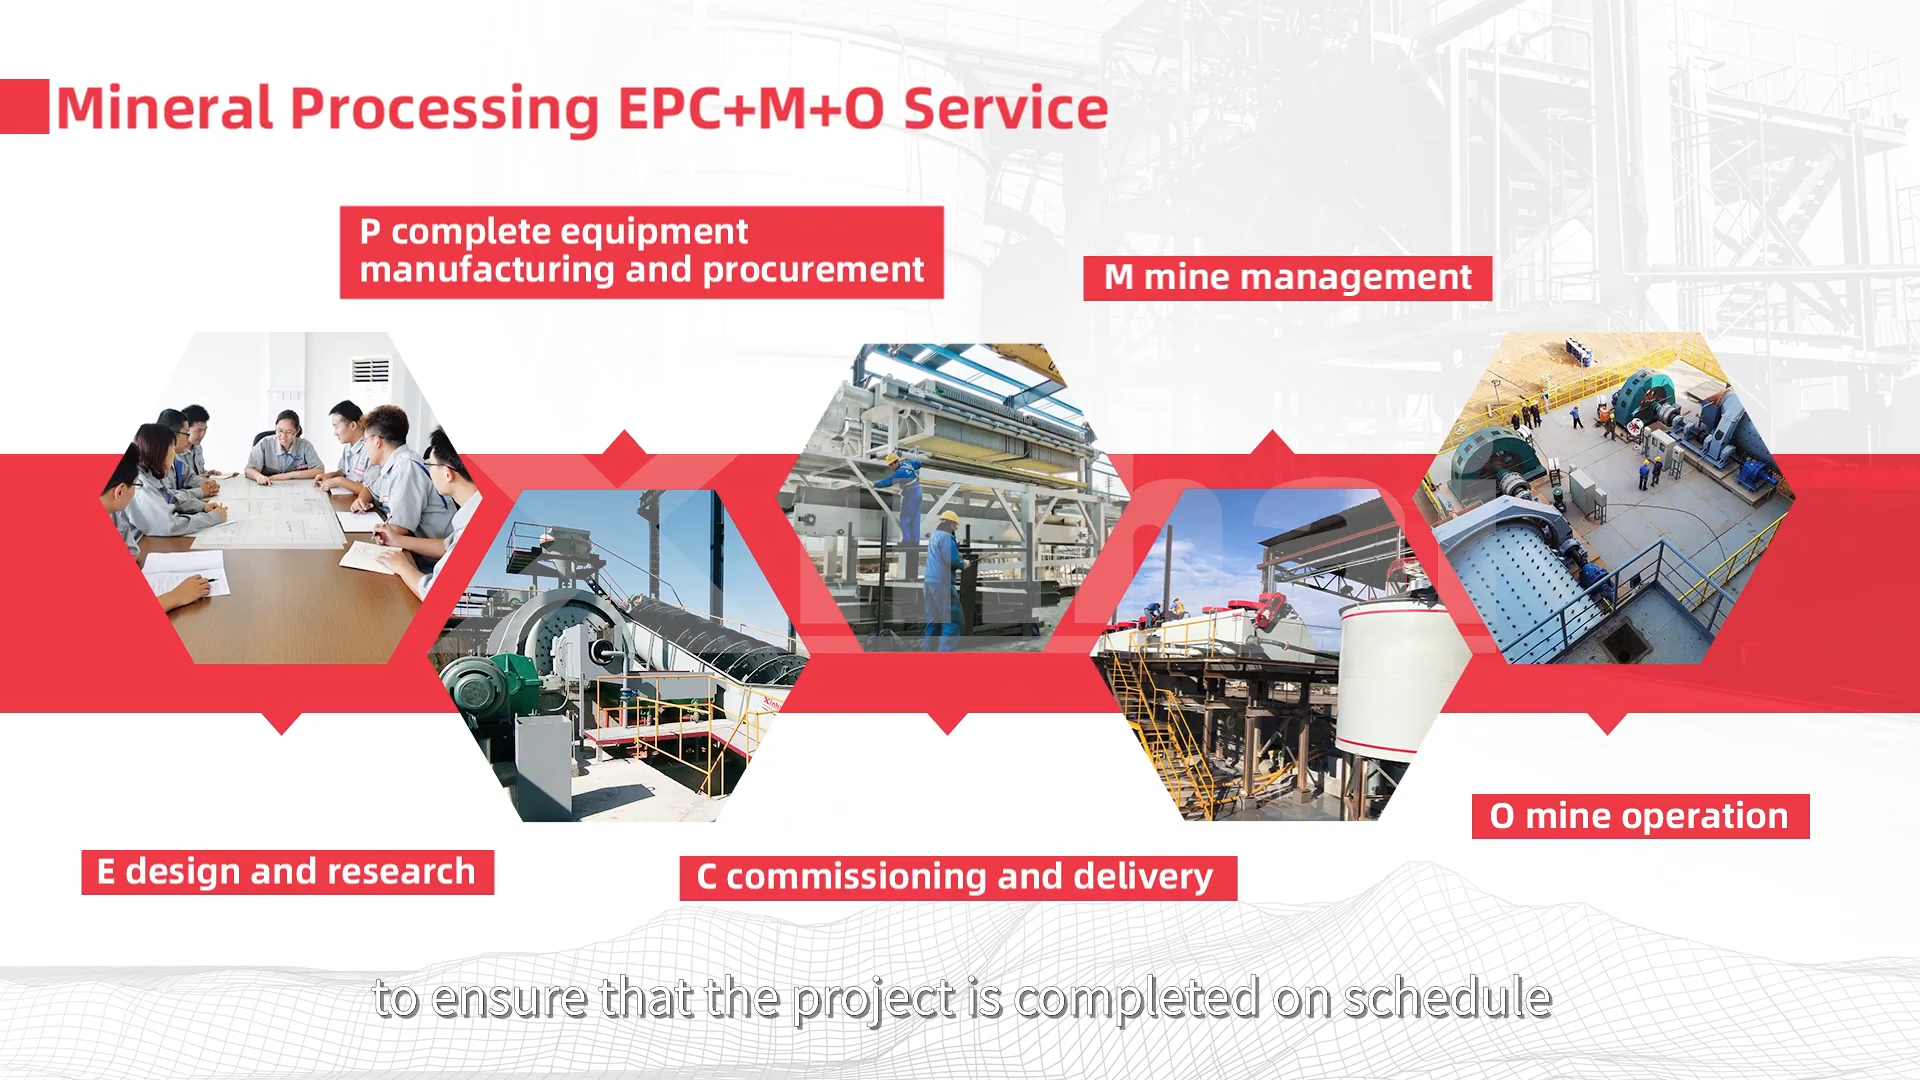 Mineral Processing EPC+M+O Service
P complete equipment
manufacturing and procurement
M mine management
Xinhai
O mine operation
E design and research
C commissioning and delivery
to ensure that the project is completed on schedule